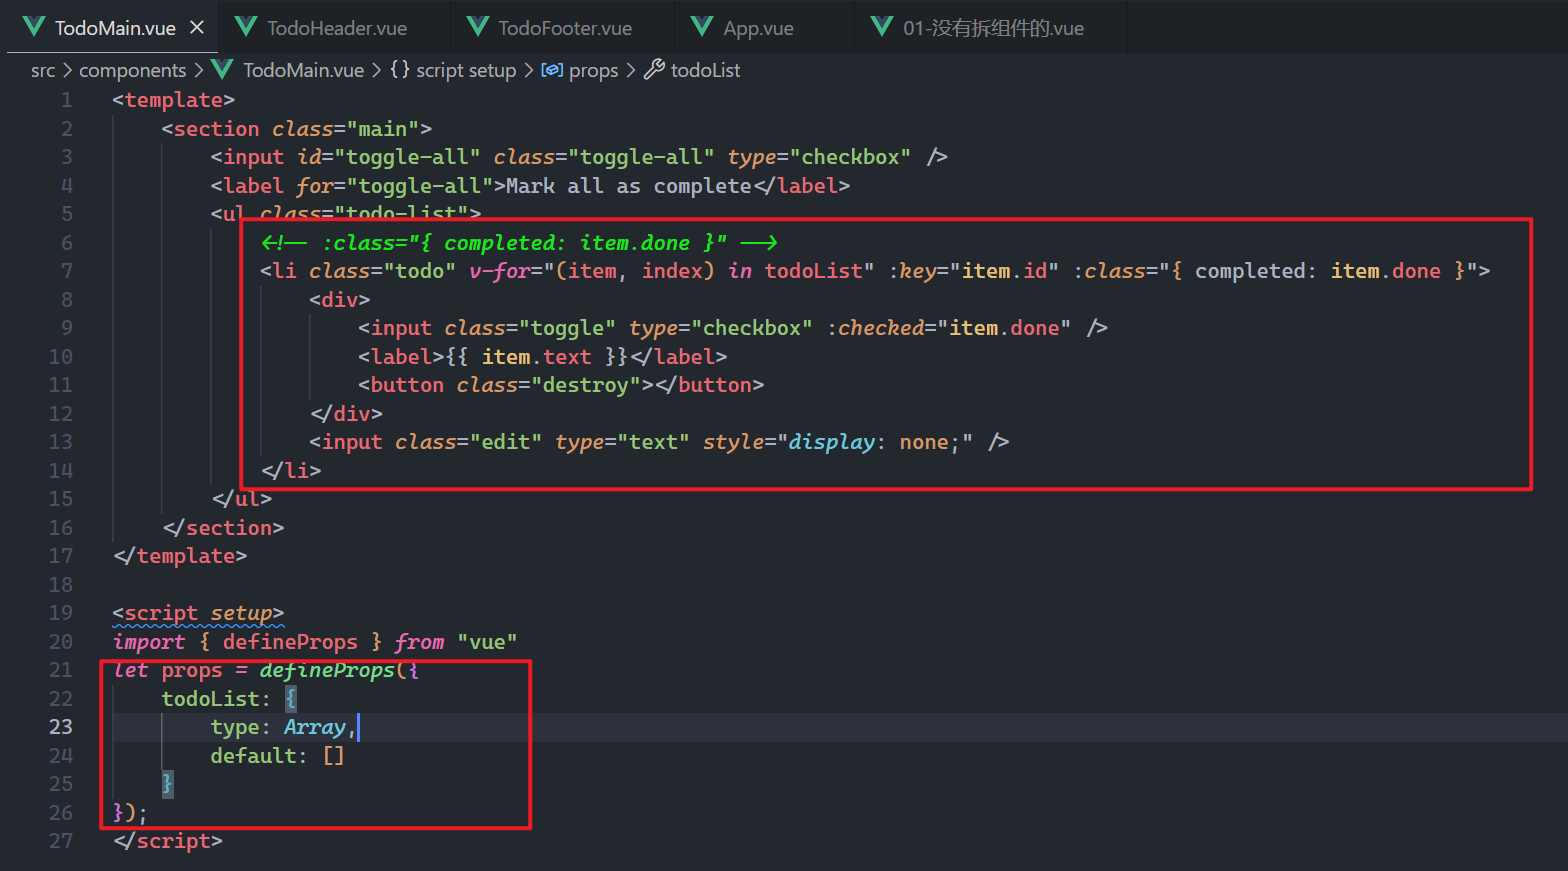 TodoMain.vue TodoHeader.vue TodoFooter.vue App.vue 01-没有拆组件的.vue
src > components > TodoMain.vue > {} script setup > props > todoList
1 <template>
2 <section class="main">
3 <input id="toggle-all" class="toggle-all" type="checkbox" />
4 <label for="toggle-all">Mark all as complete</label>
5 <ul class="todo-list">
6 <!-- :class="{ completed: item.done }" -->
7 <li class="todo" v-for="(item, index) in todoList" :key="item.id" :class="{ completed: item.done }">
8 <div>
9 <input class="toggle" type="checkbox" :checked="item.done" />
10 <label>{{ item.text }}</label>
11 <button class="destroy"></button>
12 </div>
13 <input class="edit" type="text" style="display: none;" />
14 </li>
15 </ul>
16 </section>
17 </template>
18
19 <script setup>
20 import { defineProps } from "vue"
21 let props = defineProps({
22 todoList: {
23 type: Array,
24 default: []
25 }
26 });
27 </script>